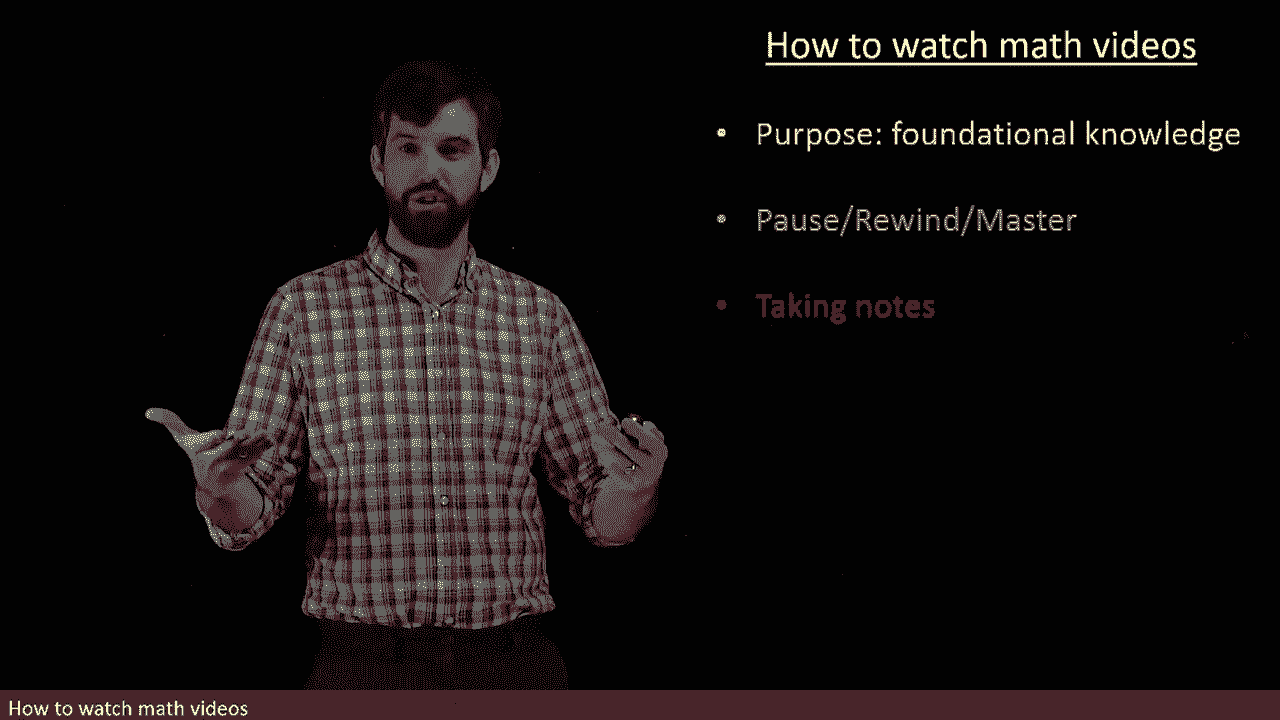 How to watch math videos
• Purpose: foundational knowledge
• Pause/Rewind/Master
• Taking notes
How to watch math videos